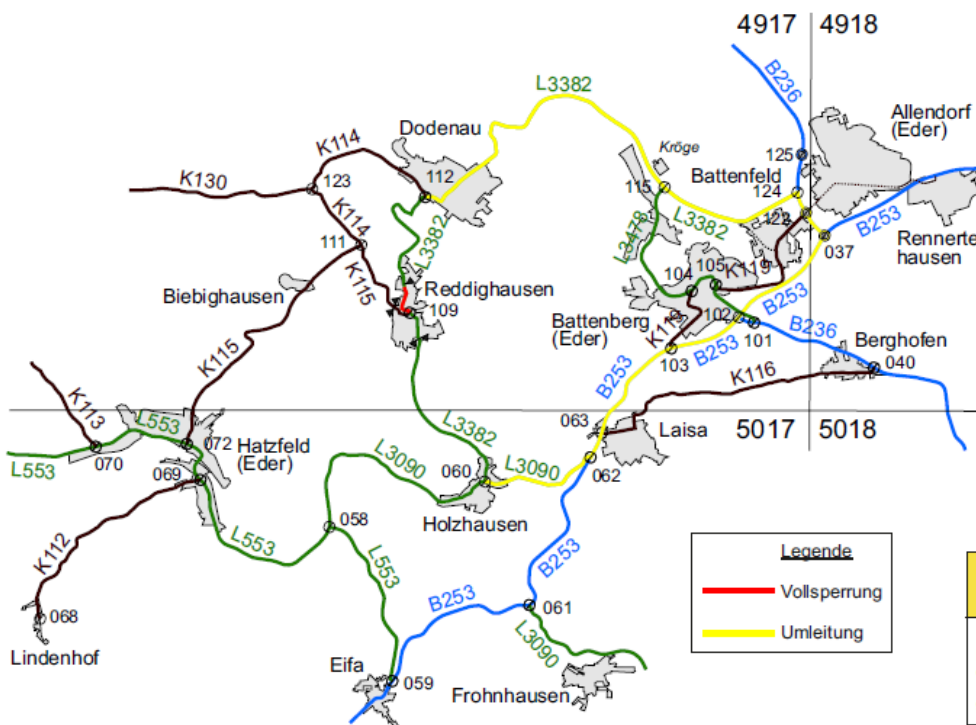 4917 4918
B236
L3382
Allendorf
(Eder)
Dodenau
K114
Kröge
125
K130
123
112
115
Battenfeld
124
122
B253
K114
111
L3382
L3382
L3478
037
Rennerte
hausen
K115
Biebighausen
Reddighausen
109
105
104
K119
B253
102
101
B236
Battenberg
(Eder)
K119
103
B253
Berghofen
040
B253
K116
K115
K113
L553
072
Hatzfeld
(Eder)
L3382
063
Laisa
5017 5018
L553
070
069
L3090
060
L3090
062
Holzhausen
058
K112
L553
L553
B253
Legende
Vollsperrung
Umleitung
068
Lindenhof
B253
061
L3090
Eifa
059
Frohnhausen